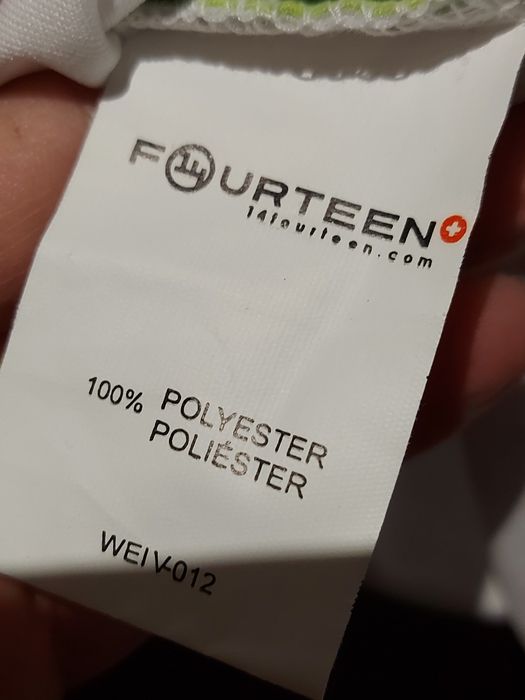 FOURTEEN
14fourteen.com
100% POLYESTER
POLIÉSTER
WEIV-012